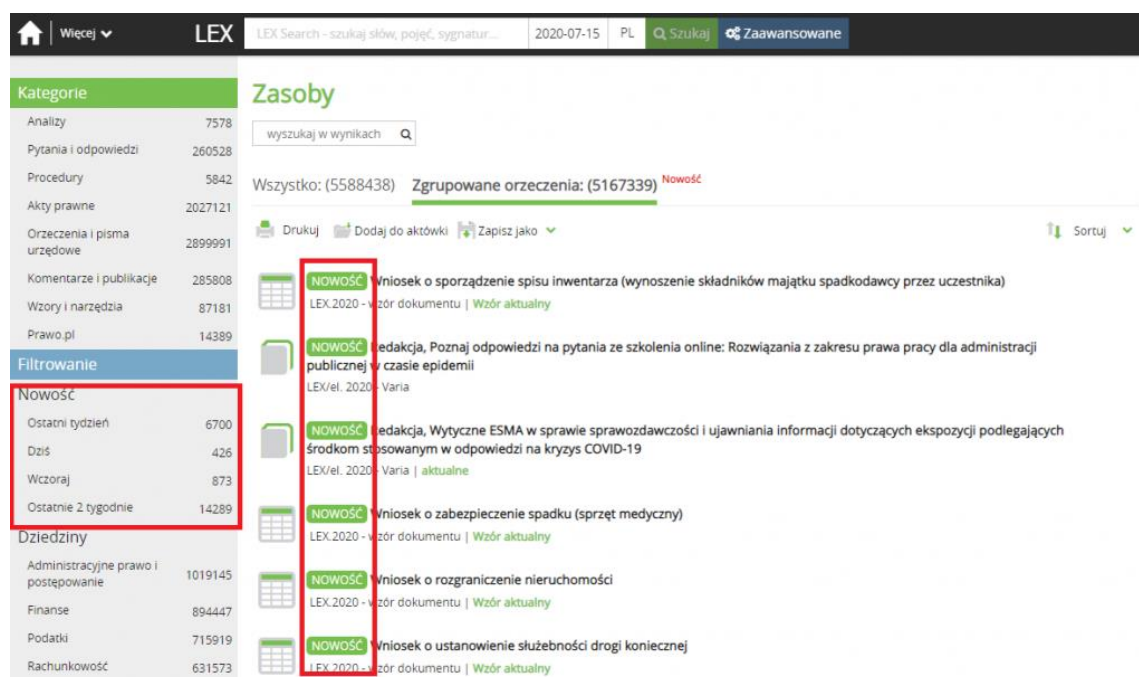 Więcej
LEX
LEX Search - szukaj słów, pojęć, sygnatur...
2020-07-15
PL
Szukaj
Zaawansowane
Kategorie
Analizy 7578
Pytania i odpowiedzi 260528
Procedury 5842
Akty prawne 2027121
Orzeczenia i pisma
urzędowe 2899991
Komentarze i publikacje 285808
Wzory i narzędzia 87181
Prawo.pl 14389
Filtrowanie
Nowość
Ostatni tydzień 6700
Dziś 426
Wczoraj 873
Ostatnie 2 tygodnie 14289
Dziedziny
Administracyjne prawo i
postępowanie 1019145
Finanse 894447
Podatki 715919
Rachunkowość 631573
Zasoby
wyszukaj w wynikach
Wszystko: (5588438) Zgrupowane orzeczenia: (5167339) Nowość
Drukuj Dodaj do aktówki Zapisz jako Sortuj
NOWOŚĆ Wniosek o sporządzenie spisu inwentarza (wynoszenie składników majątku spadkodawcy przez uczestnika)
LEX.2020 - wzór dokumentu | Wzór aktualny
NOWOŚĆ Redakcja, Poznaj odpowiedzi na pytania ze szkolenia online: Rozwiązania z zakresu prawa pracy dla administracji
publicznej w czasie epidemii
LEX/el. 2020 - Varia
NOWOŚĆ Redakcja, Wytyczne ESMA w sprawie sprawozdawczości i ujawniania informacji dotyczących ekspozycji podlegających
środkom stosowanym w odpowiedzi na kryzys COVID-19
LEX/el. 2020 - Varia | aktualne
NOWOŚĆ Wniosek o zabezpieczenie spadku (sprzęt medyczny)
LEX.2020 - wzór dokumentu | Wzór aktualny
NOWOŚĆ Wniosek o rozgraniczenie nieruchomości
LEX.2020 - wzór dokumentu | Wzór aktualny
NOWOŚĆ Wniosek o ustanowienie służebności drogi koniecznej
LEX.2020 - wzór dokumentu | Wzór aktualny